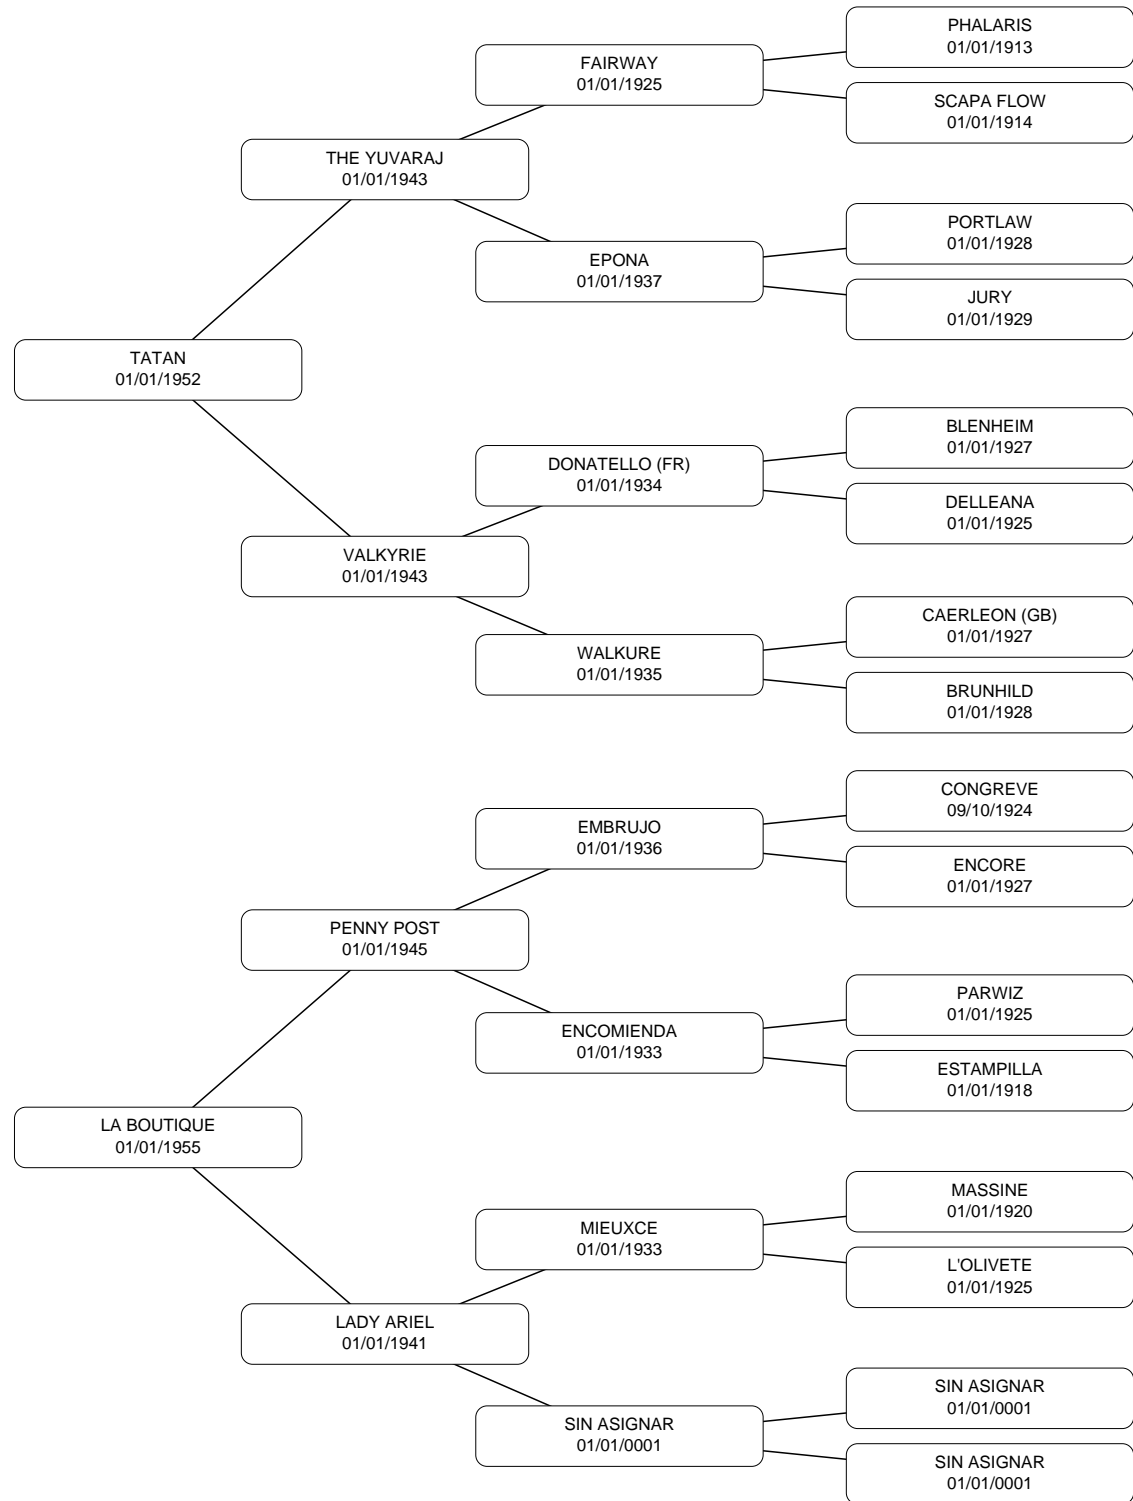 PHALARIS
01/01/1913
FAIRWAY
01/01/1925
SCAPA FLOW
01/01/1914
THE YUVARAJ
01/01/1943
PORTLAW
01/01/1928
EPONA
01/01/1937
JURY
01/01/1929
TATAN
01/01/1952
BLENHEIM
01/01/1927
DONATELLO (FR)
01/01/1934
DELLEANA
01/01/1925
VALKYRIE
01/01/1943
CAERLEON (GB)
01/01/1927
WALKURE
01/01/1935
BRUNHILD
01/01/1928
CONGREVE
09/10/1924
EMBRUJO
01/01/1936
ENCORE
01/01/1927
PENNY POST
01/01/1945
PARWIZ
01/01/1925
ENCOMIENDA
01/01/1933
ESTAMPILLA
01/01/1918
LA BOUTIQUE
01/01/1955
MASSINE
01/01/1920
MIEUXCE
01/01/1933
L'OLIVETE
01/01/1925
LADY ARIEL
01/01/1941
SIN ASIGNAR
01/01/0001
SIN ASIGNAR
01/01/0001
SIN ASIGNAR
01/01/0001